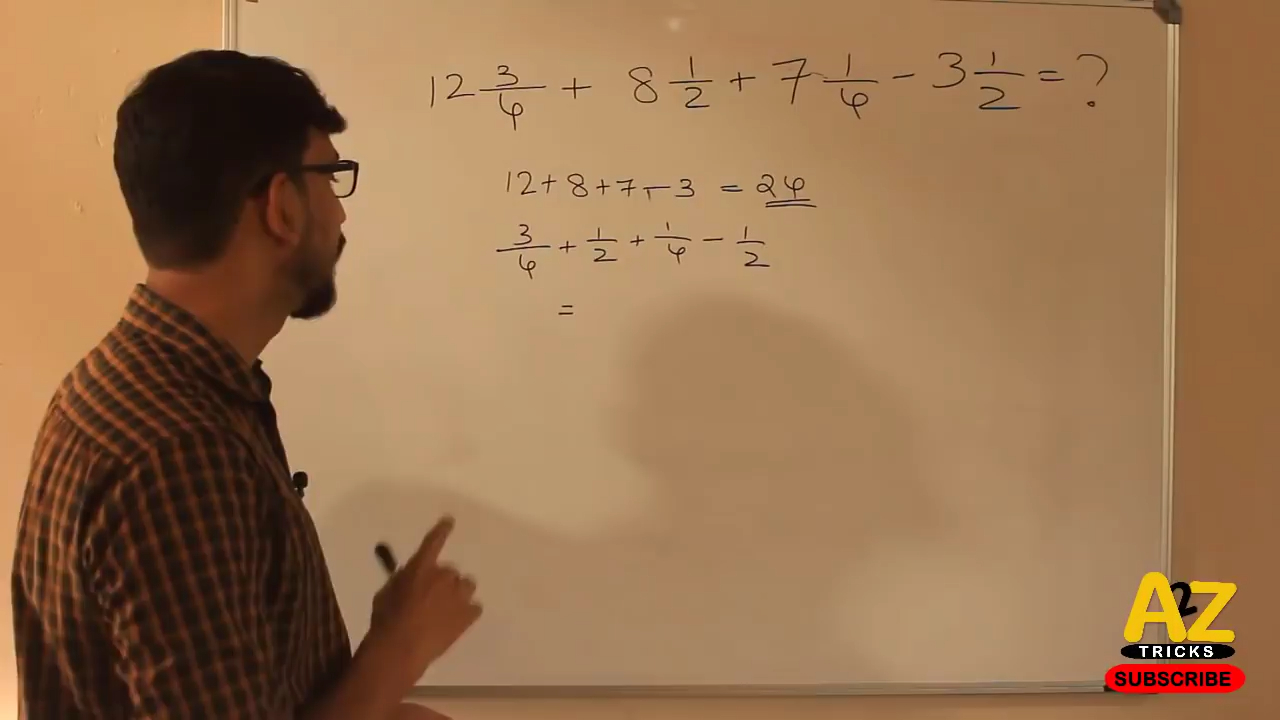 12 3/4 + 8 1/2 + 7 1/4 - 3 1/2 = ?
12 + 8 + 7 - 3 = 24
3/4 + 1/2 + 1/4 - 1/2
=
A2Z
TRICKS
SUBSCRIBE